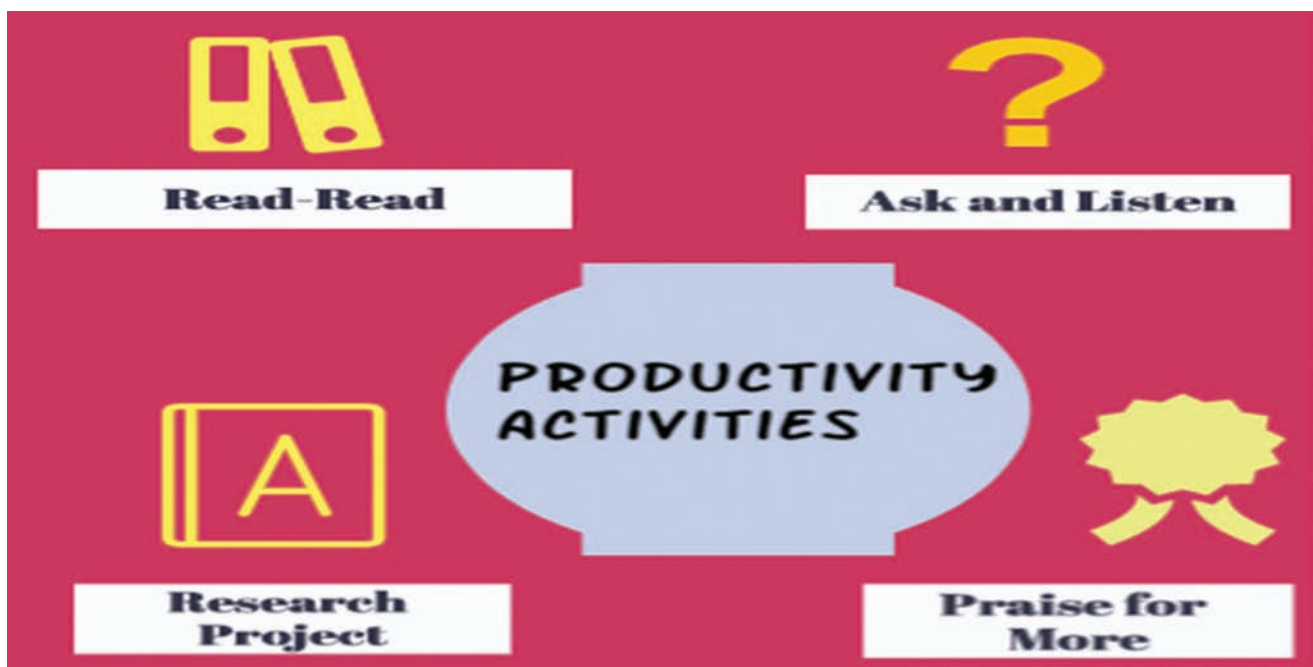 Read-Read
Ask and Listen
PRODUCTIVITY
ACTIVITIES
A
Research
Project
Praise for
More